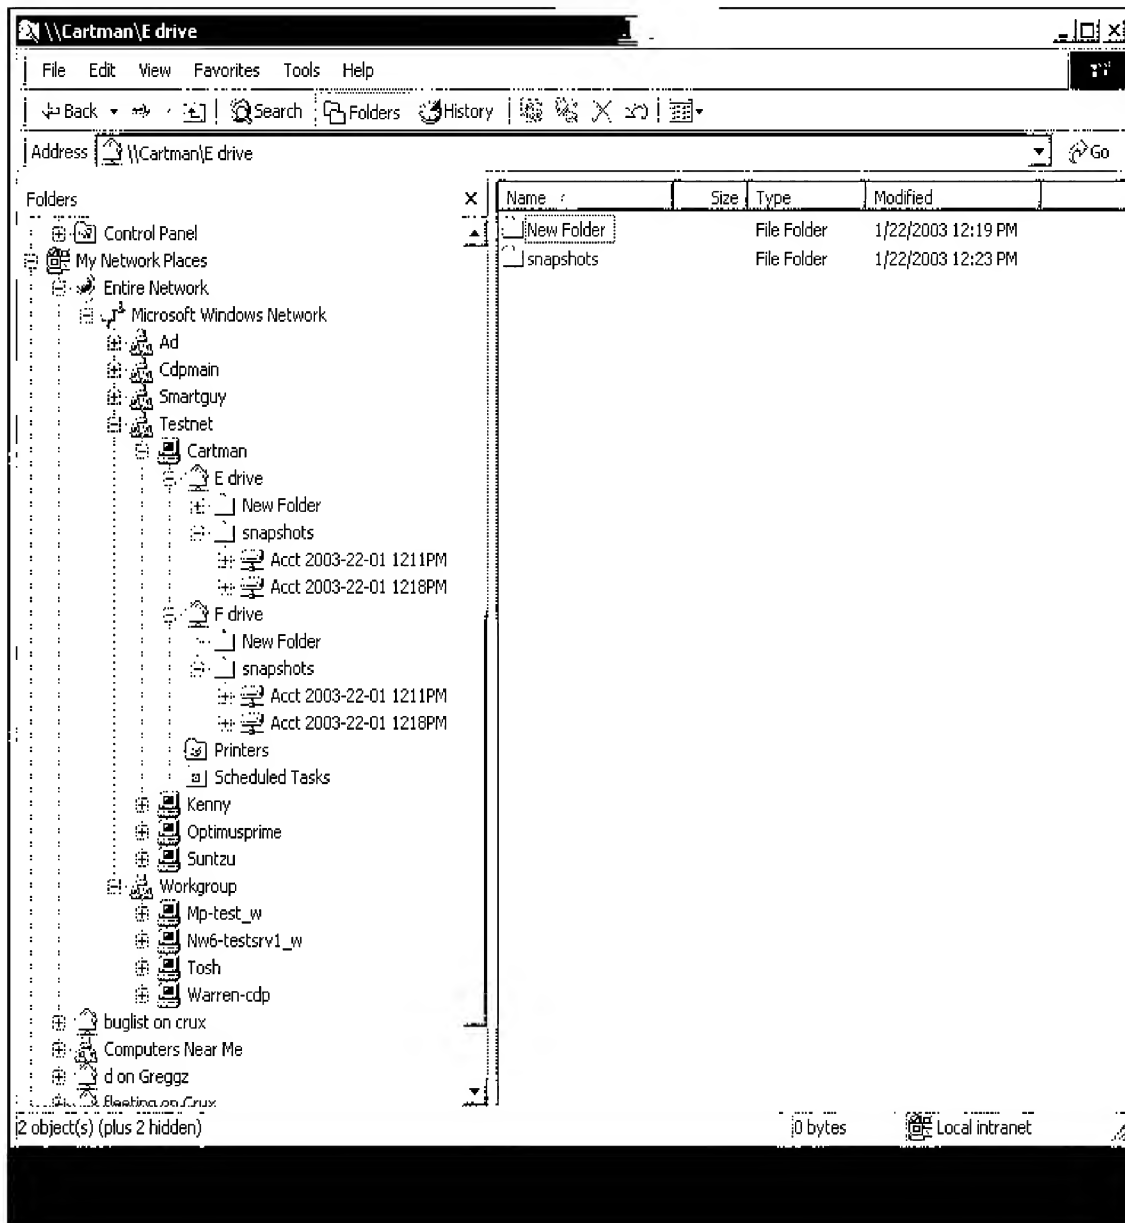 \\Cartman\E drive
File Edit View Favorites Tools Help
Back Search Folders History
Address \\Cartman\E drive Go
Folders
Name Size Type Modified
Control Panel
New Folder File Folder 1/22/2003 12:19 PM
snapshots File Folder 1/22/2003 12:23 PM
My Network Places
Entire Network
Microsoft Windows Network
Ad
Cdpmain
Smartguy
Testnet
Cartman
E drive
New Folder
snapshots
Acct 2003-22-01 1211PM
Acct 2003-22-01 1218PM
F drive
New Folder
snapshots
Acct 2003-22-01 1211PM
Acct 2003-22-01 1218PM
Printers
Scheduled Tasks
Kenny
Optimusprime
Suntzu
Workgroup
Mp-test_w
Nw6-testsrv1_w
Tosh
Warren-cdp
buglist on crux
Computers Near Me
d on Greggz
fleeting on Crux
2 object(s) (plus 2 hidden) 0 bytes Local intranet